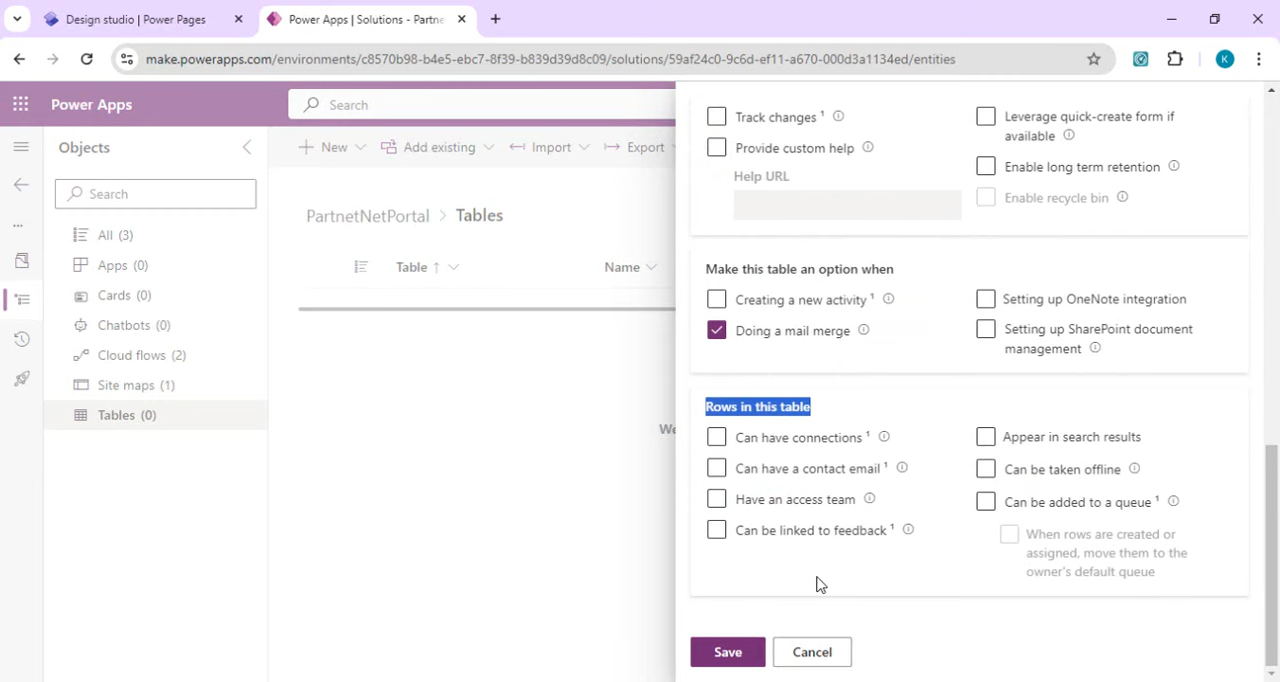 Design studio | Power Pages
Power Apps | Solutions - Partne
make.powerapps.com/environments/c8570b98-b4e5-ebc7-8f39-b839d39d8c09/solutions/59af24c0-9c6d-ef11-a670-000d3a1134ed/entities
K
Power Apps
Search
Objects
Search
All (3)
Apps (0)
Cards (0)
Chatbots (0)
Cloud flows (2)
Site maps (1)
Tables (0)
New
Add existing
Import
Export
PartnetNetPortal > Tables
Table ↑
Name
We
Track changes ¹
Provide custom help
Help URL
Leverage quick-create form if
available
Enable long term retention
Enable recycle bin
Make this table an option when
Creating a new activity ¹
Doing a mail merge
Setting up OneNote integration
Setting up SharePoint document
management
Rows in this table
Can have connections ¹
Can have a contact email ¹
Have an access team
Can be linked to feedback ¹
Appear in search results
Can be taken offline
Can be added to a queue ¹
When rows are created or
assigned, move them to the
owner's default queue
Save
Cancel